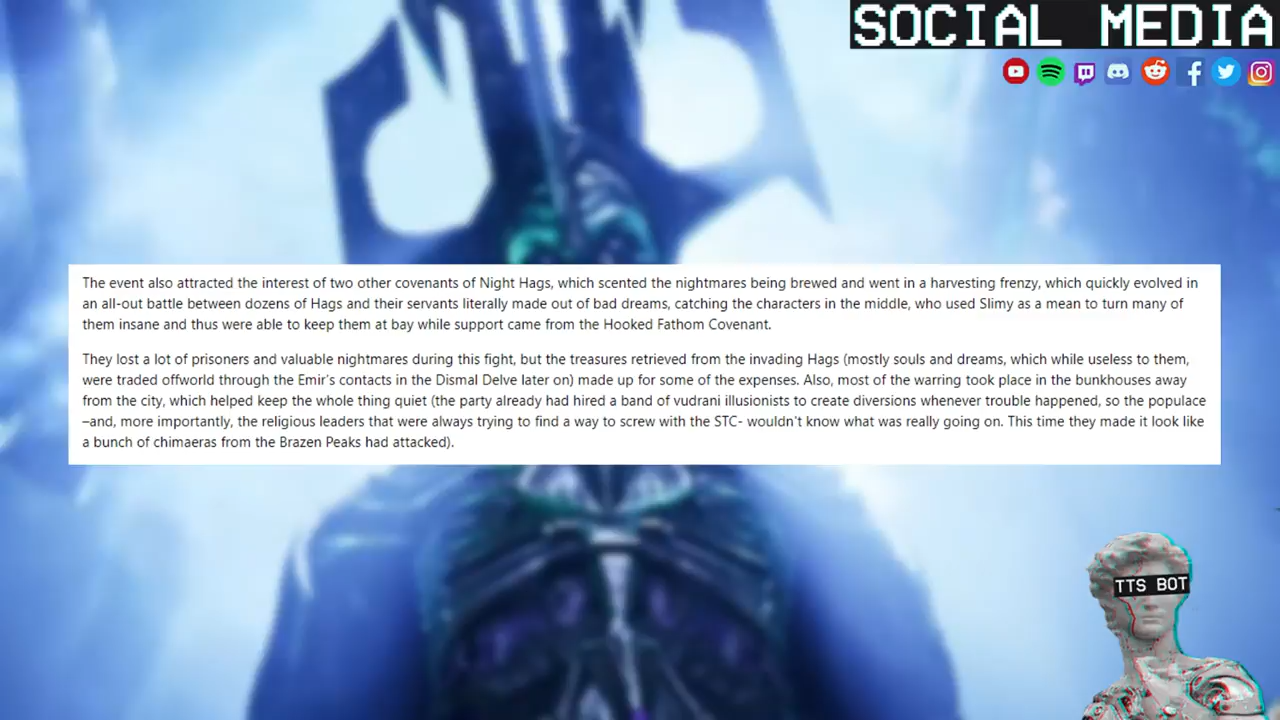 SOCIAL MEDIA
The event also attracted the interest of two other covenants of Night Hags, which scented the nightmares being brewed and went in a harvesting frenzy, which quickly evolved in
an all-out battle between dozens of Hags and their servants literally made out of bad dreams, catching the characters in the middle, who used Slimy as a mean to turn many of
them insane and thus were able to keep them at bay while support came from the Hooked Fathom Covenant.
They lost a lot of prisoners and valuable nightmares during this fight, but the treasures retrieved from the invading Hags (mostly souls and dreams, which while useless to them,
were traded offworld through the Emir's contacts in the Dismal Delve later on) made up for some of the expenses. Also, most of the warring took place in the bunkhouses away
from the city, which helped keep the whole thing quiet (the party already had hired a band of vudrani illusionists to create diversions whenever trouble happened, so the populace
–and, more importantly, the religious leaders that were always trying to find a way to screw with the STC- wouldn't know what was really going on. This time they made it look like
a bunch of chimaeras from the Brazen Peaks had attacked).
TTS BOT